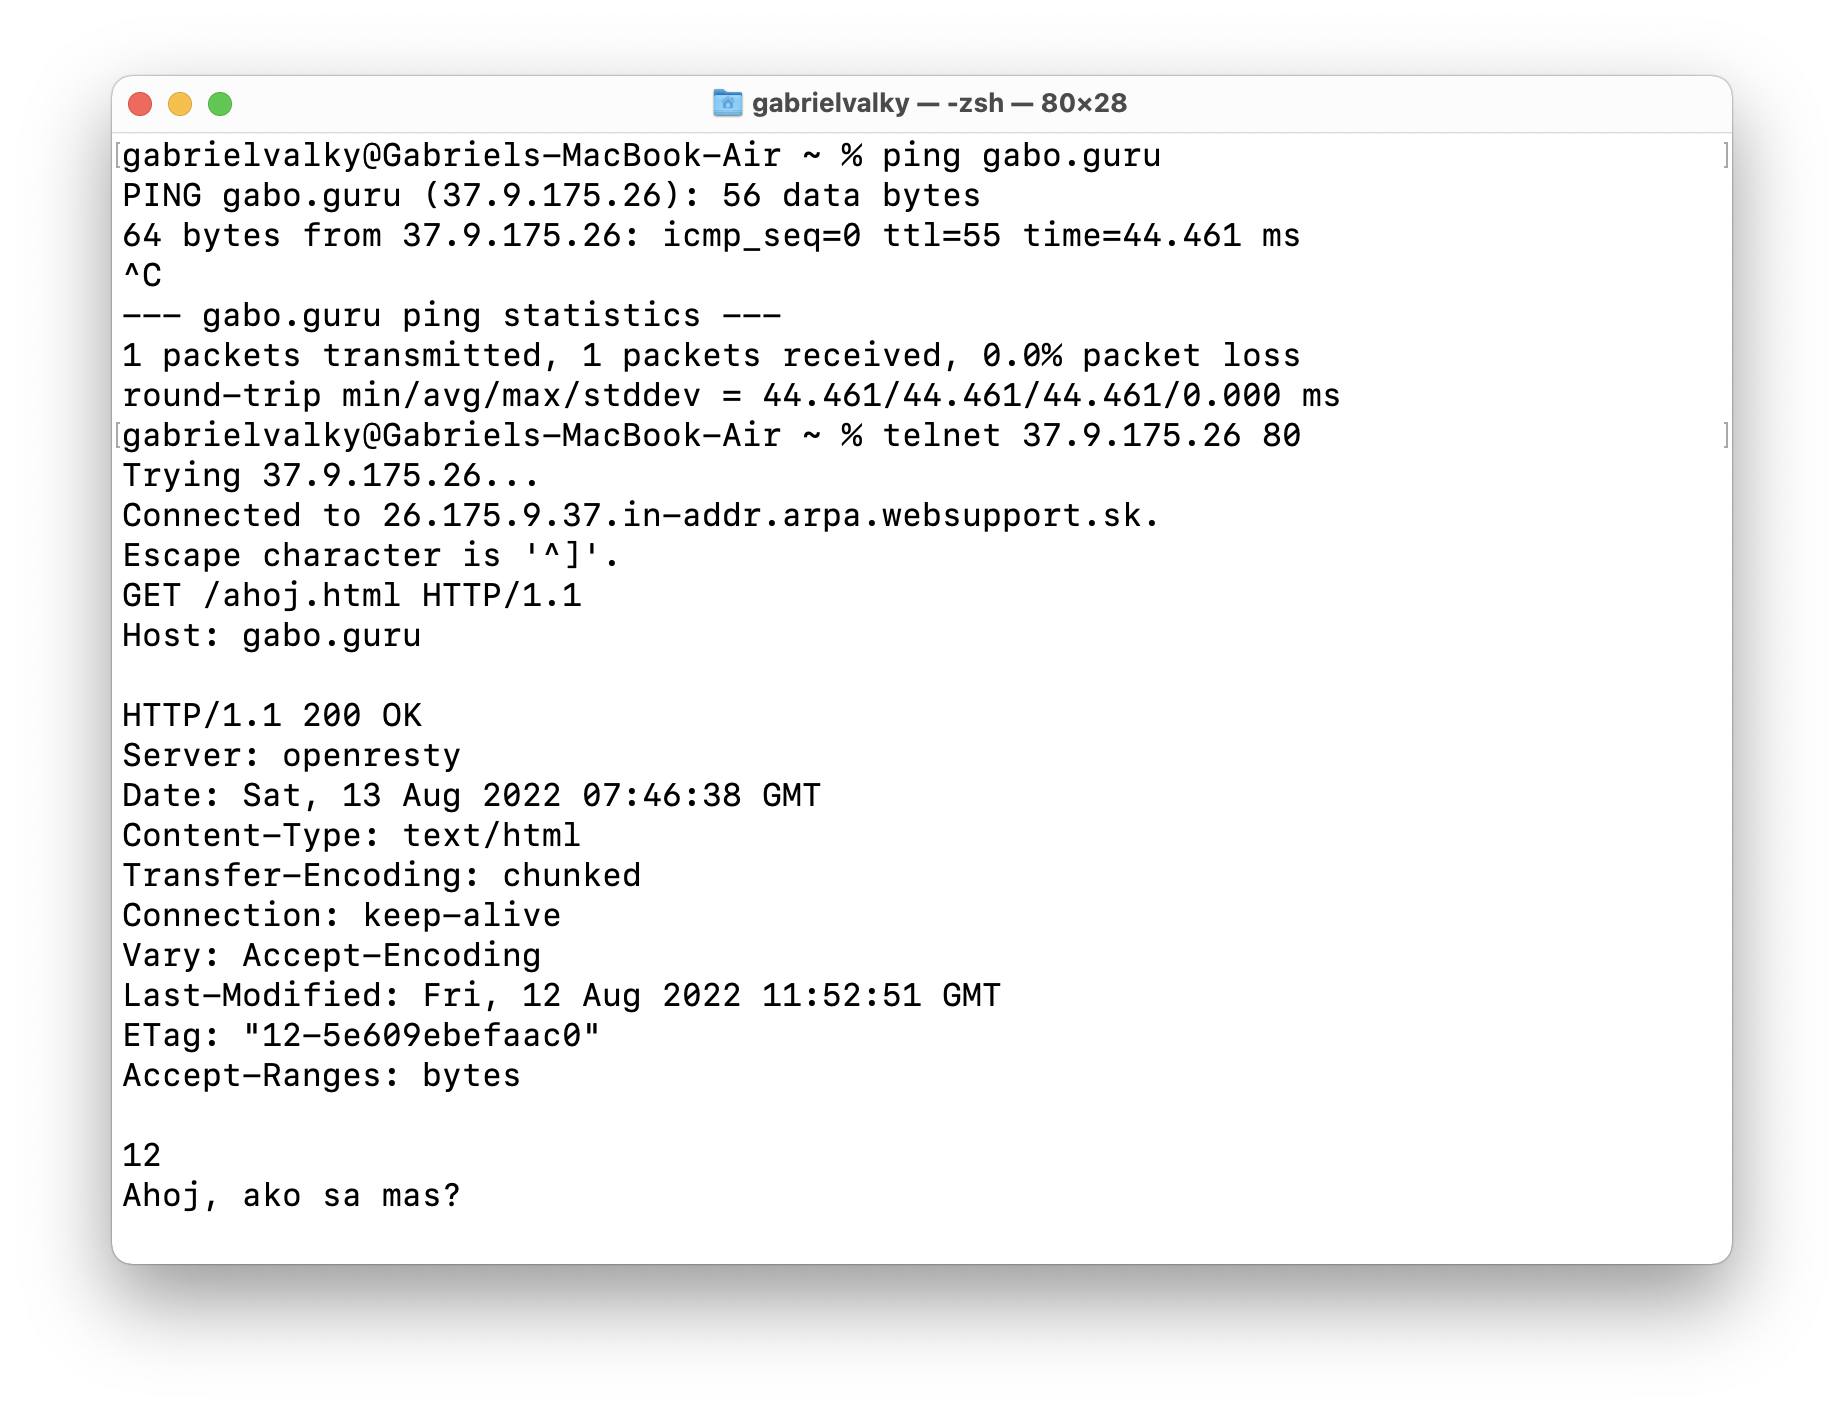 gabrielvalky — -zsh — 80×28
[gabrielvalky@Gabriels-MacBook-Air ~ % ping gabo.guru ]
PING gabo.guru (37.9.175.26): 56 data bytes
64 bytes from 37.9.175.26: icmp_seq=0 ttl=55 time=44.461 ms
^C
--- gabo.guru ping statistics ---
1 packets transmitted, 1 packets received, 0.0% packet loss
round-trip min/avg/max/stddev = 44.461/44.461/44.461/0.000 ms
[gabrielvalky@Gabriels-MacBook-Air ~ % telnet 37.9.175.26 80 ]
Trying 37.9.175.26...
Connected to 26.175.9.37.in-addr.arpa.websupport.sk.
Escape character is '^]'.
GET /ahoj.html HTTP/1.1
Host: gabo.guru

HTTP/1.1 200 OK
Server: openresty
Date: Sat, 13 Aug 2022 07:46:38 GMT
Content-Type: text/html
Transfer-Encoding: chunked
Connection: keep-alive
Vary: Accept-Encoding
Last-Modified: Fri, 12 Aug 2022 11:52:51 GMT
ETag: "12-5e609ebefaac0"
Accept-Ranges: bytes

12
Ahoj, ako sa mas?